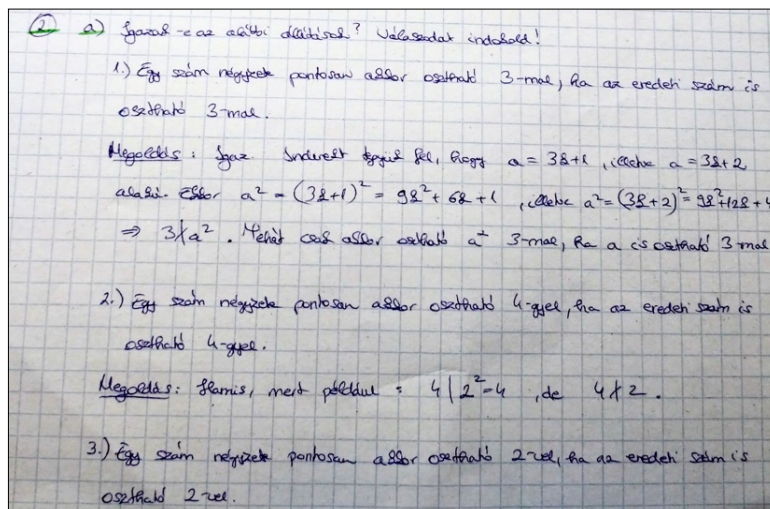 2 a) Igazak-e az alábbi állítások? Válaszodat indokold!
1.) Egy szám négyzete pontosan akkor osztható 3-mal, ha az eredeti szám is
osztható 3-mal.
Megoldás: Igaz. Indirekt tegyük fel, hogy a = 3k+1, illetve a = 3k+2
alakú. Ekkor a² = (3k+1)² = 9k²+6k+1, illetve a² = (3k+2)² = 9k²+12k+4
⇒ 3∤a². Tehát csak akkor osztható a² 3-mal, ha a is osztható 3-mal
2.) Egy szám négyzete pontosan akkor osztható 4-gyel, ha az eredeti szám is
osztható 4-gyel.
Megoldás: Hamis, mert például: 4|2²=4, de 4∤2.
3.) Egy szám négyzete pontosan akkor osztható 2-vel, ha az eredeti szám is
osztható 2-vel.